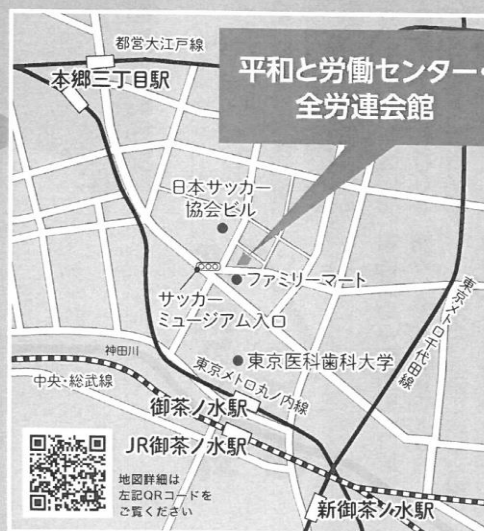 都営大江戸線
本郷三丁目駅
平和と労働センター・
全労連会館
日本サッカー
協会ビル
ファミリーマート
サッカー
ミュージアム入口
東京メトロ千代田線
神田川
東京医科歯科大学
中央・総武線
東京メトロ丸ノ内線
御茶ノ水駅
JR御茶ノ水駅
地図詳細は
左記QRコードを
ご覧ください
新御茶ノ水駅